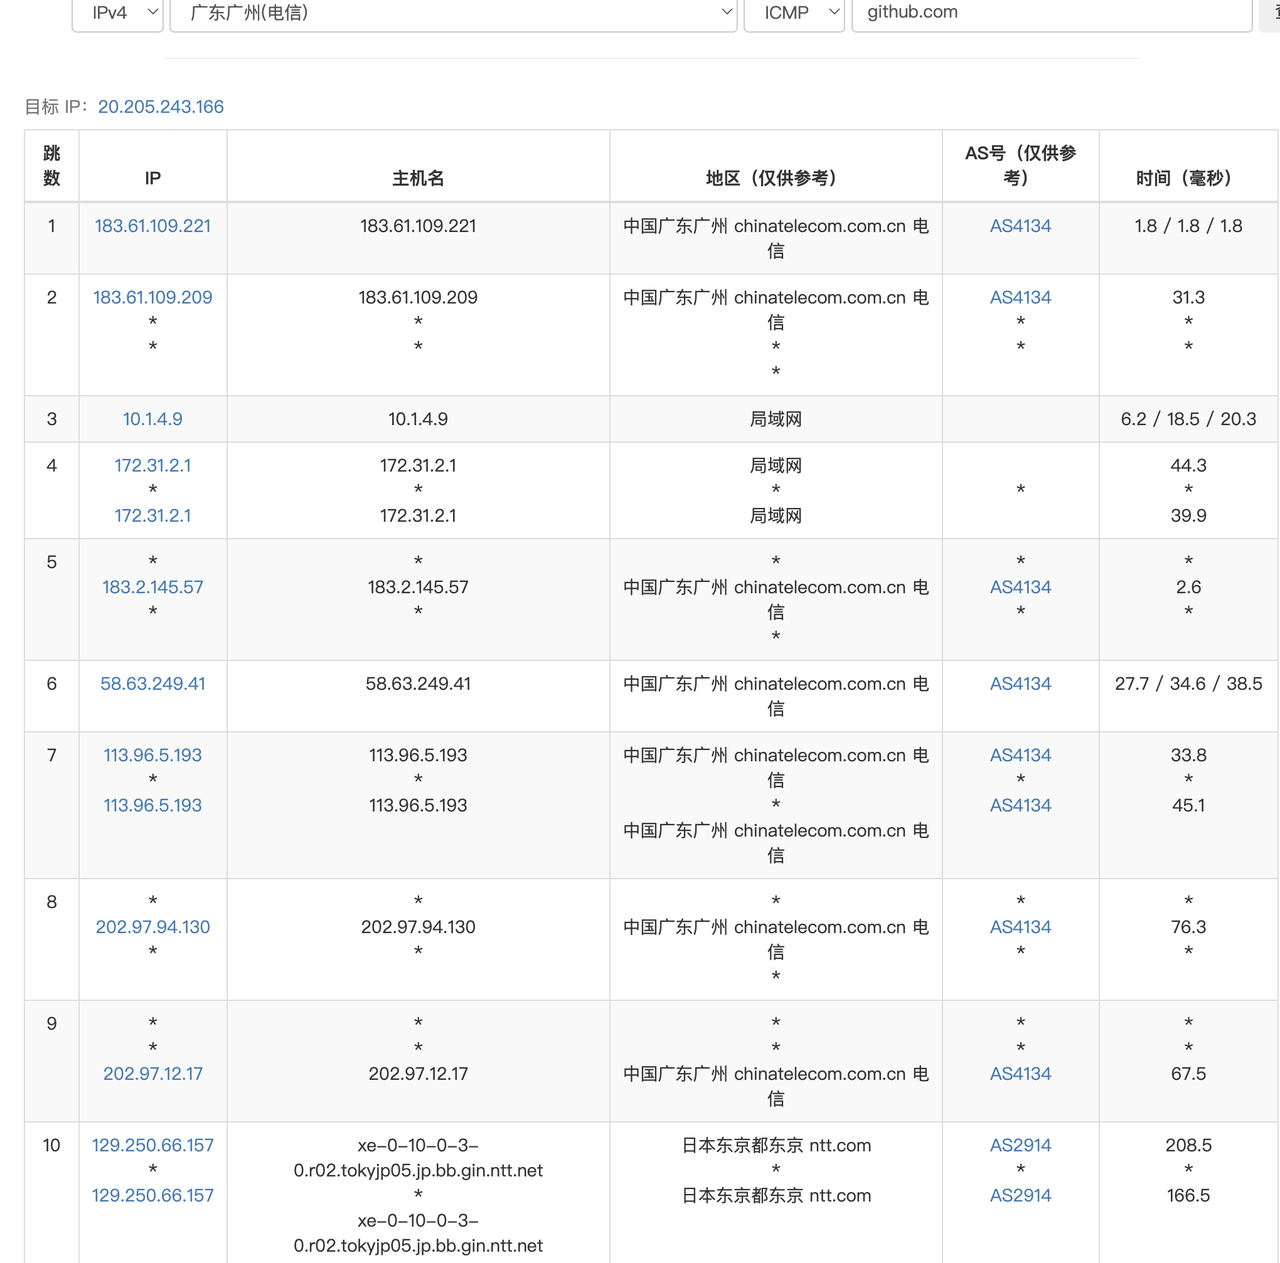 IPv4 广东广州(电信) ICMP github.com
目标 IP：20.205.243.166
跳数 IP 主机名 地区（仅供参考） AS号（仅供参考） 时间（毫秒）
1 183.61.109.221 183.61.109.221 中国广东广州 chinatelecom.com.cn 电信 AS4134 1.8 / 1.8 / 1.8
2 183.61.109.209 183.61.109.209 中国广东广州 chinatelecom.com.cn 电信 AS4134 31.3
* * * * *
* * * * *
3 10.1.4.9 10.1.4.9 局域网 6.2 / 18.5 / 20.3
4 172.31.2.1 172.31.2.1 局域网 44.3
* * * * *
172.31.2.1 172.31.2.1 局域网 39.9
5 * * * * *
183.2.145.57 183.2.145.57 中国广东广州 chinatelecom.com.cn 电信 AS4134 2.6
* * * * *
6 58.63.249.41 58.63.249.41 中国广东广州 chinatelecom.com.cn 电信 AS4134 27.7 / 34.6 / 38.5
7 113.96.5.193 113.96.5.193 中国广东广州 chinatelecom.com.cn 电信 AS4134 33.8
* * * * *
113.96.5.193 113.96.5.193 中国广东广州 chinatelecom.com.cn 电信 AS4134 45.1
8 * * * * *
202.97.94.130 202.97.94.130 中国广东广州 chinatelecom.com.cn 电信 AS4134 76.3
* * * * *
9 * * * * *
* * * * *
202.97.12.17 202.97.12.17 中国广东广州 chinatelecom.com.cn 电信 AS4134 67.5
10 129.250.66.157 xe-0-10-0-3-0.r02.tokyjp05.jp.bb.gin.ntt.net 日本东京都东京 ntt.com AS2914 208.5
* * * * *
129.250.66.157 xe-0-10-0-3-0.r02.tokyjp05.jp.bb.gin.ntt.net 日本东京都东京 ntt.com AS2914 166.5